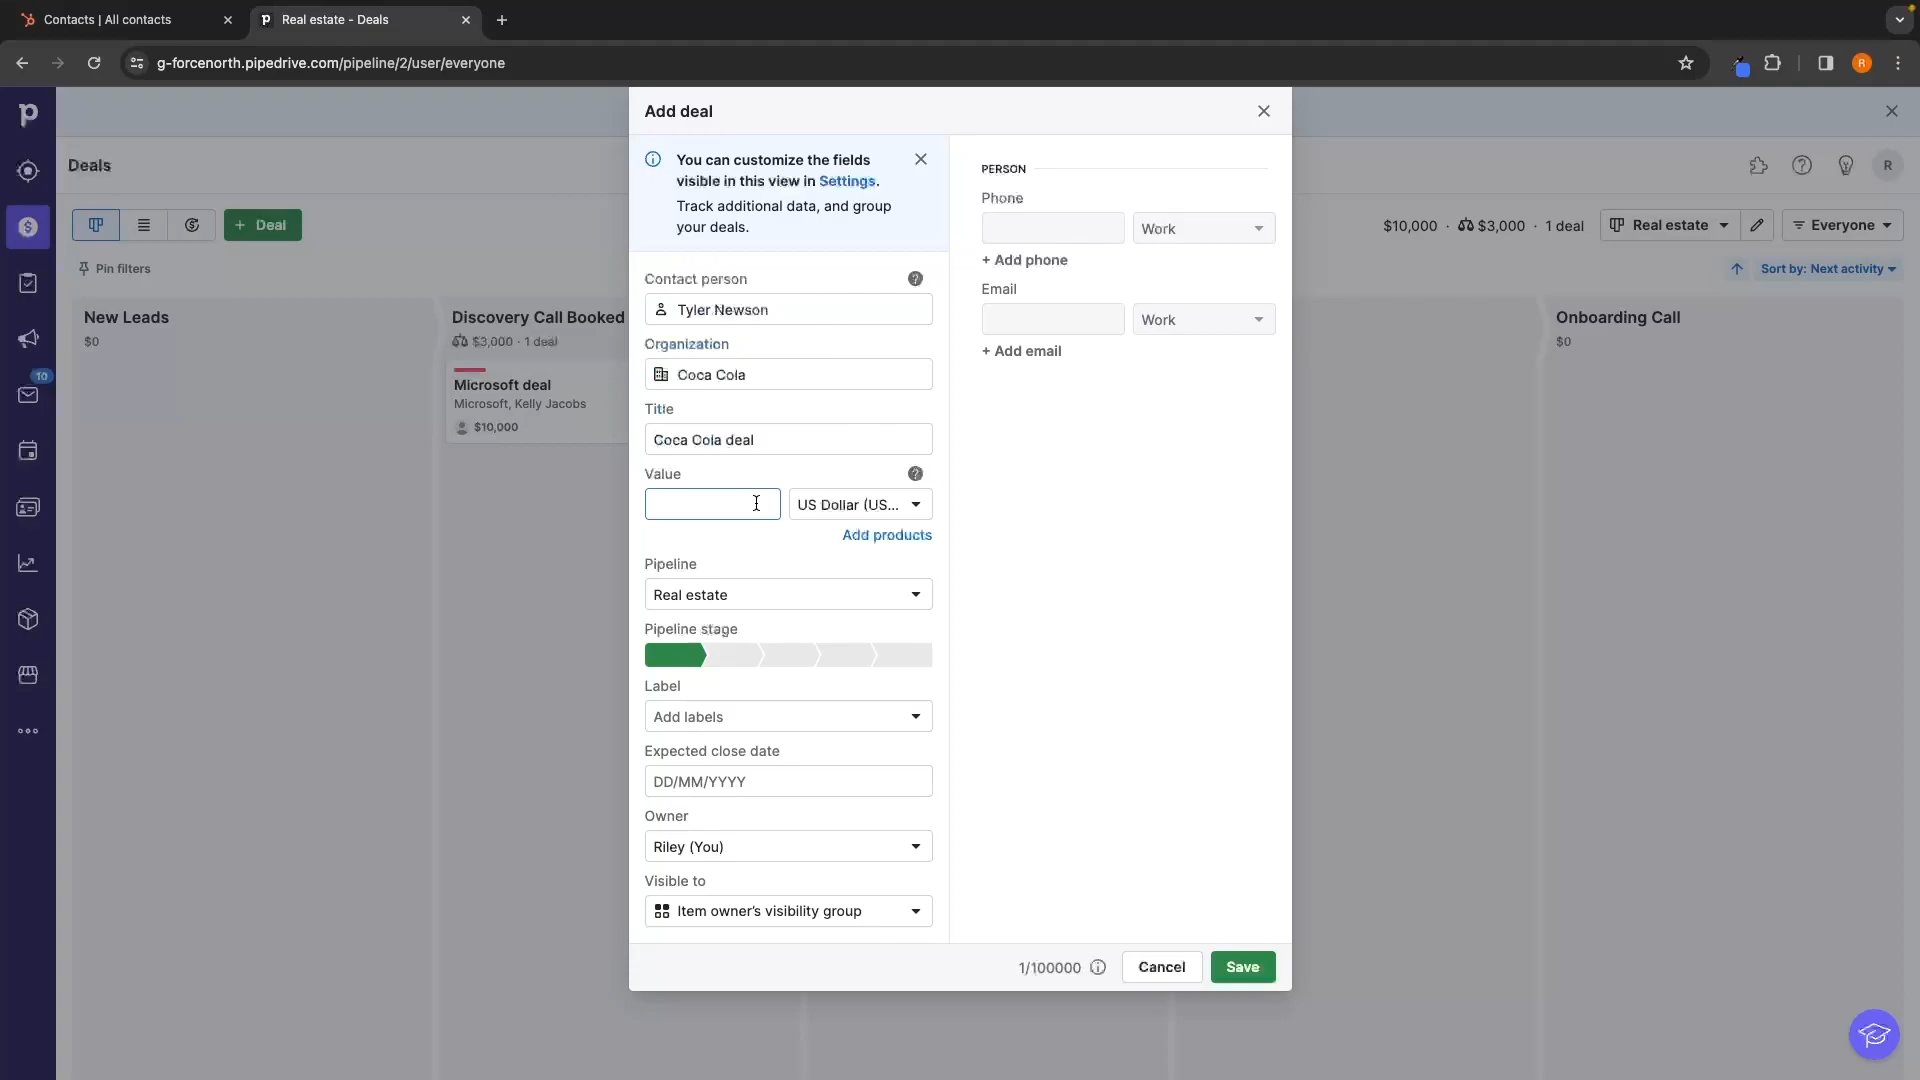 Contacts | All contacts
Real estate - Deals
g-forcenorth.pipedrive.com/pipeline/2/user/everyone
R
Deals
R
+ Deal
$10,000 · $3,000 · 1 deal
Real estate
Everyone
Pin filters
Sort by: Next activity
New Leads
$0
Discovery Call Booked
$3,000 · 1 deal
Microsoft deal
Microsoft, Kelly Jacobs
$10,000
Onboarding Call
$0
10
Add deal
You can customize the fields
visible in this view in Settings.
Track additional data, and group
your deals.
Contact person
Tyler Newson
Organization
Coca Cola
Title
Coca Cola deal
Value
US Dollar (US...
Add products
Pipeline
Real estate
Pipeline stage
Label
Add labels
Expected close date
DD/MM/YYYY
Owner
Riley (You)
Visible to
Item owner's visibility group
PERSON
Phone
Work
+ Add phone
Email
Work
+ Add email
1/100000
Cancel
Save